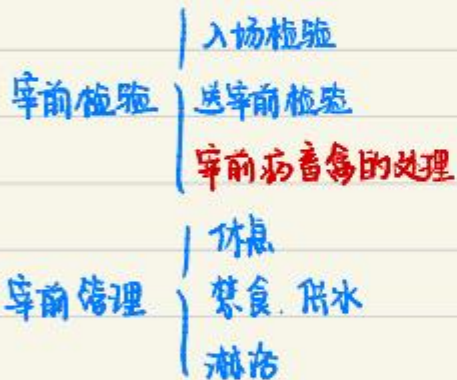 入场检验
宰前检验
送宰前检验
宰前病畜禽的处理
休息
宰前管理
禁食、供水
淋浴